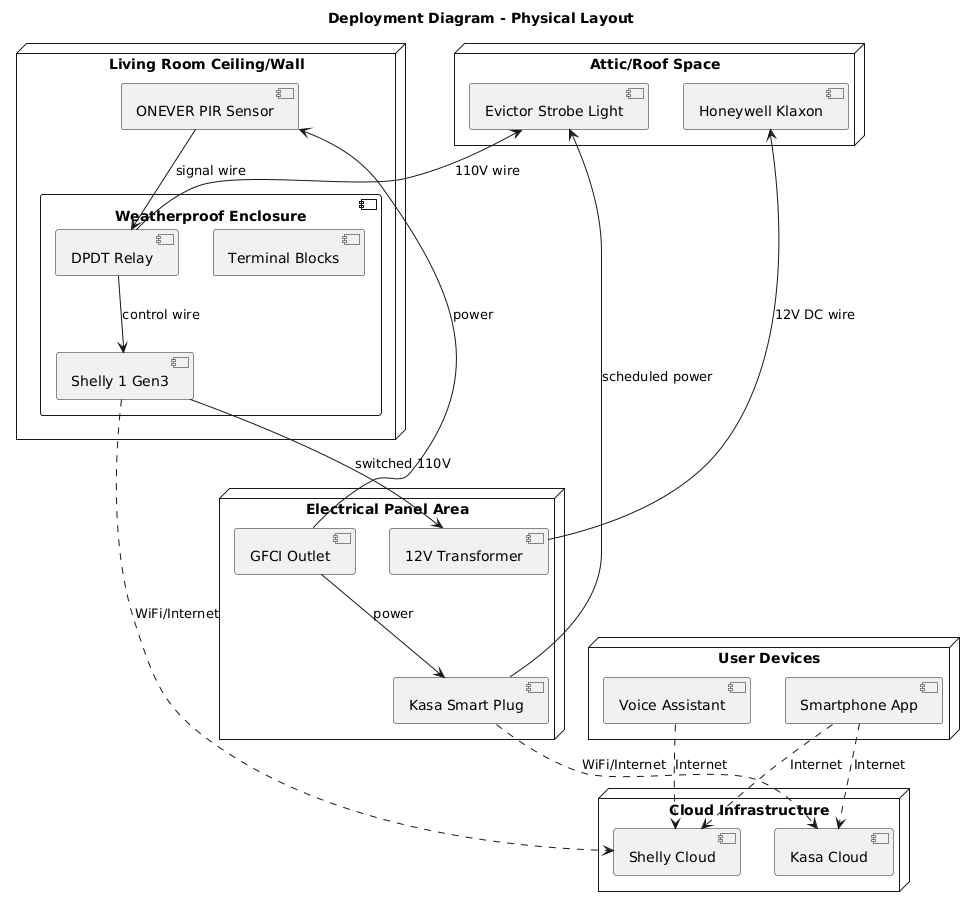 Deployment Diagram - Physical Layout
Living Room Ceiling/Wall
Attic/Roof Space
ONEVER PIR Sensor
Evictor Strobe Light
Honeywell Klaxon
signal wire
110V wire
Weatherproof Enclosure
DPDT Relay
Terminal Blocks
control wire
power
12V DC wire
Shelly 1 Gen3
scheduled power
switched 110V
Electrical Panel Area
GFCI Outlet
12V Transformer
WiFi/Internet
power
User Devices
Kasa Smart Plug
Voice Assistant
Smartphone App
WiFi/Internet
Internet
Internet
Internet
Cloud Infrastructure
Shelly Cloud
Kasa Cloud